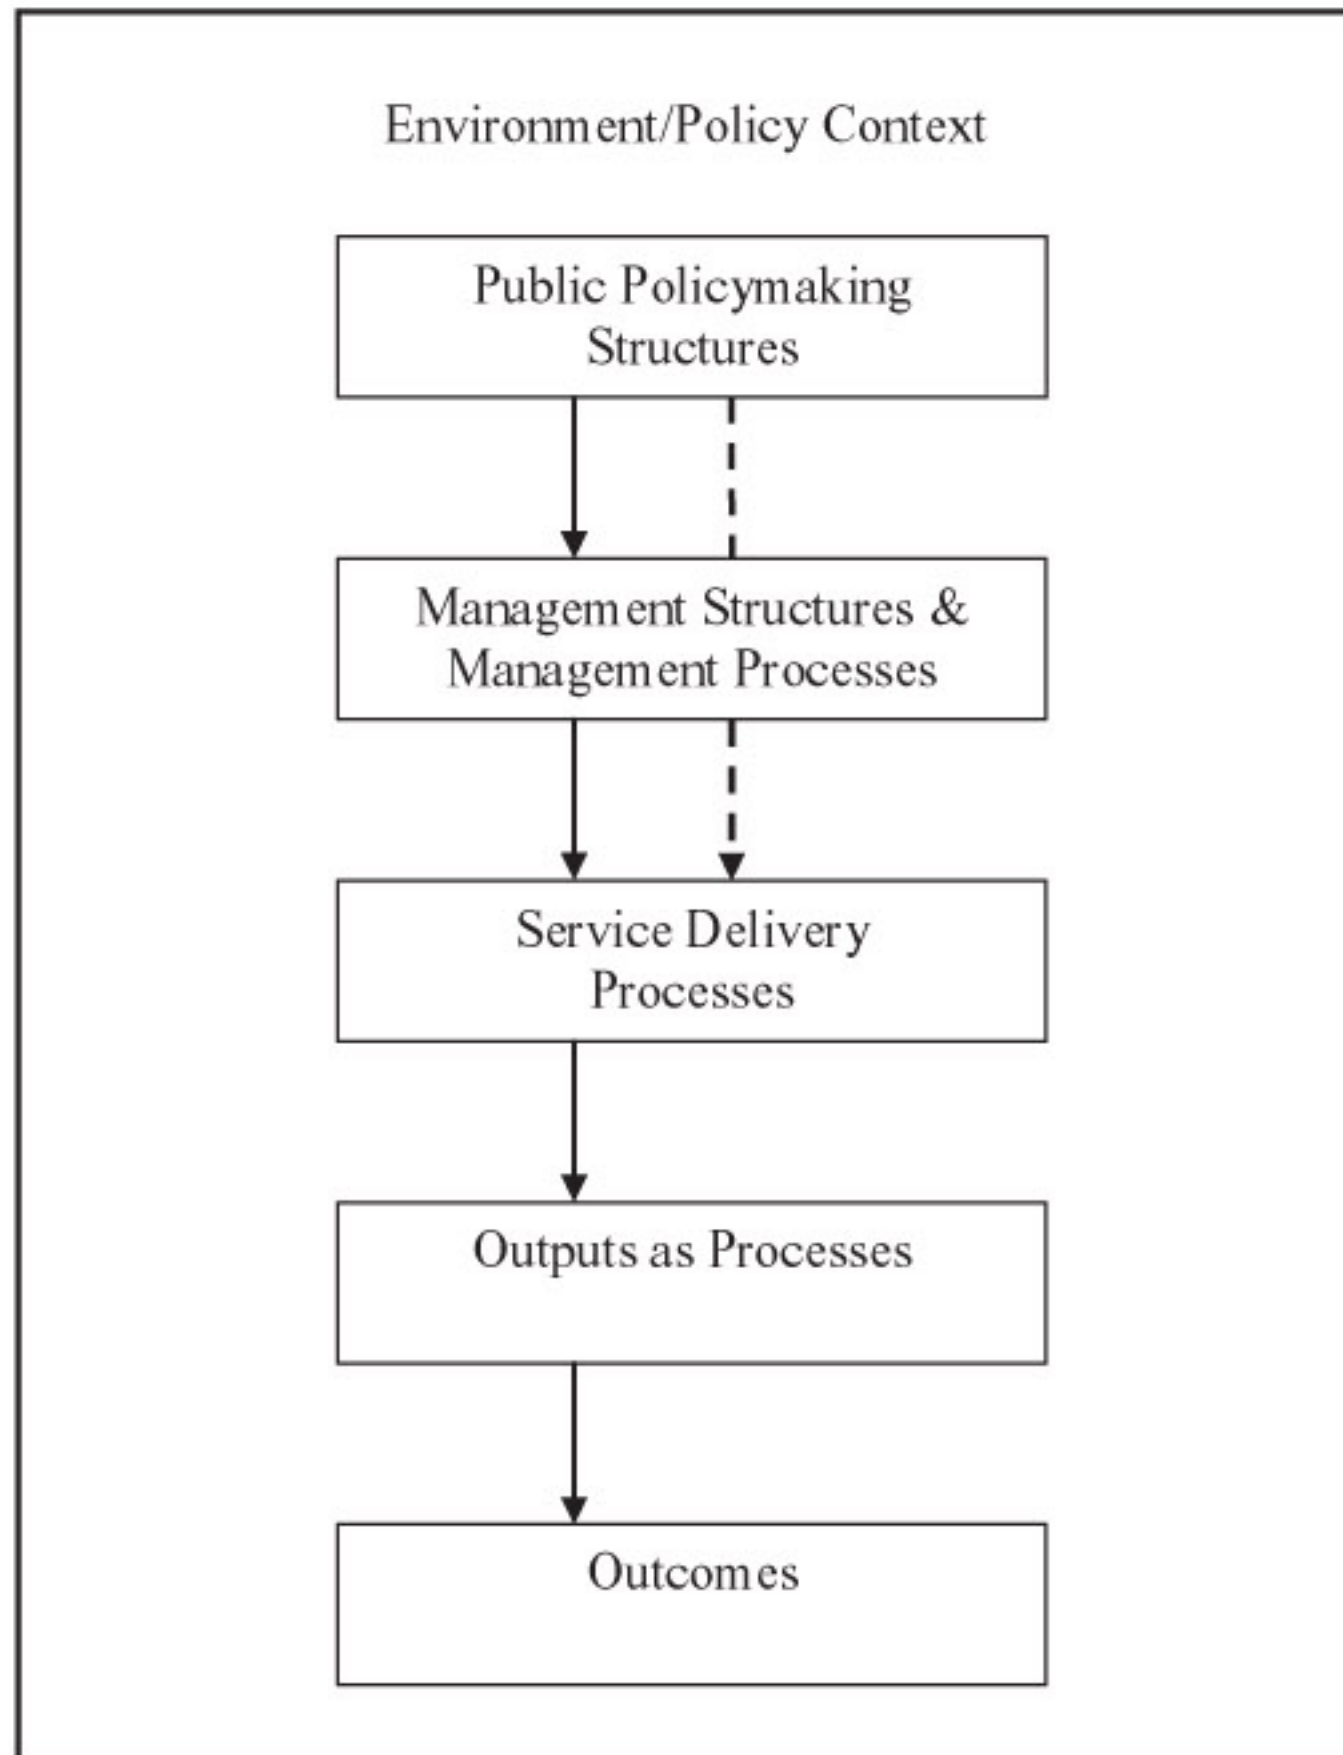 Environment/Policy Context
Public Policymaking
Structures
Management Structures &
Management Processes
Service Delivery
Processes
Outputs as Processes
Outcomes